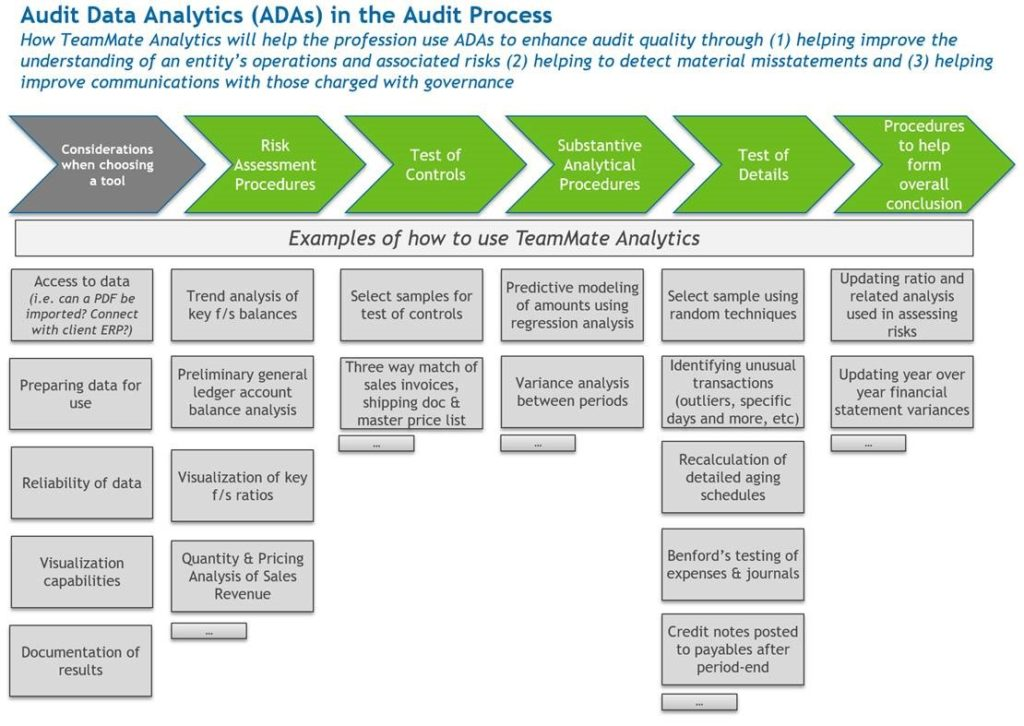 Audit Data Analytics (ADAs) in the Audit Process
How TeamMate Analytics will help the profession use ADAs to enhance audit quality through (1) helping improve the
understanding of an entity's operations and associated risks (2) helping to detect material misstatements and (3) helping
improve communications with those charged with governance
Considerations
when choosing
a tool
Risk
Assessment
Procedures
Test of
Controls
Substantive
Analytical
Procedures
Test of
Details
Procedures
to help
form
overall
conclusion
Examples of how to use TeamMate Analytics
Access to data
(i.e. can a PDF be
imported? Connect
with client ERP?)
Preparing data for
use
Reliability of data
Visualization
capabilities
Documentation of
results
Trend analysis of
key f/s balances
Preliminary general
ledger account
balance analysis
Visualization of key
f/s ratios
Quantity & Pricing
Analysis of Sales
Revenue
...
Select samples for
test of controls
Three way match of
sales invoices,
shipping doc &
master price list
...
Predictive modeling
of amounts using
regression analysis
Variance analysis
between periods
...
Select sample using
random techniques
Identifying unusual
transactions
(outliers, specific
days and more, etc)
Recalculation of
detailed aging
schedules
Benford's testing of
expenses & journals
Credit notes posted
to payables after
period-end
...
Updating ratio and
related analysis
used in assessing
risks
Updating year over
year financial
statement variances
...